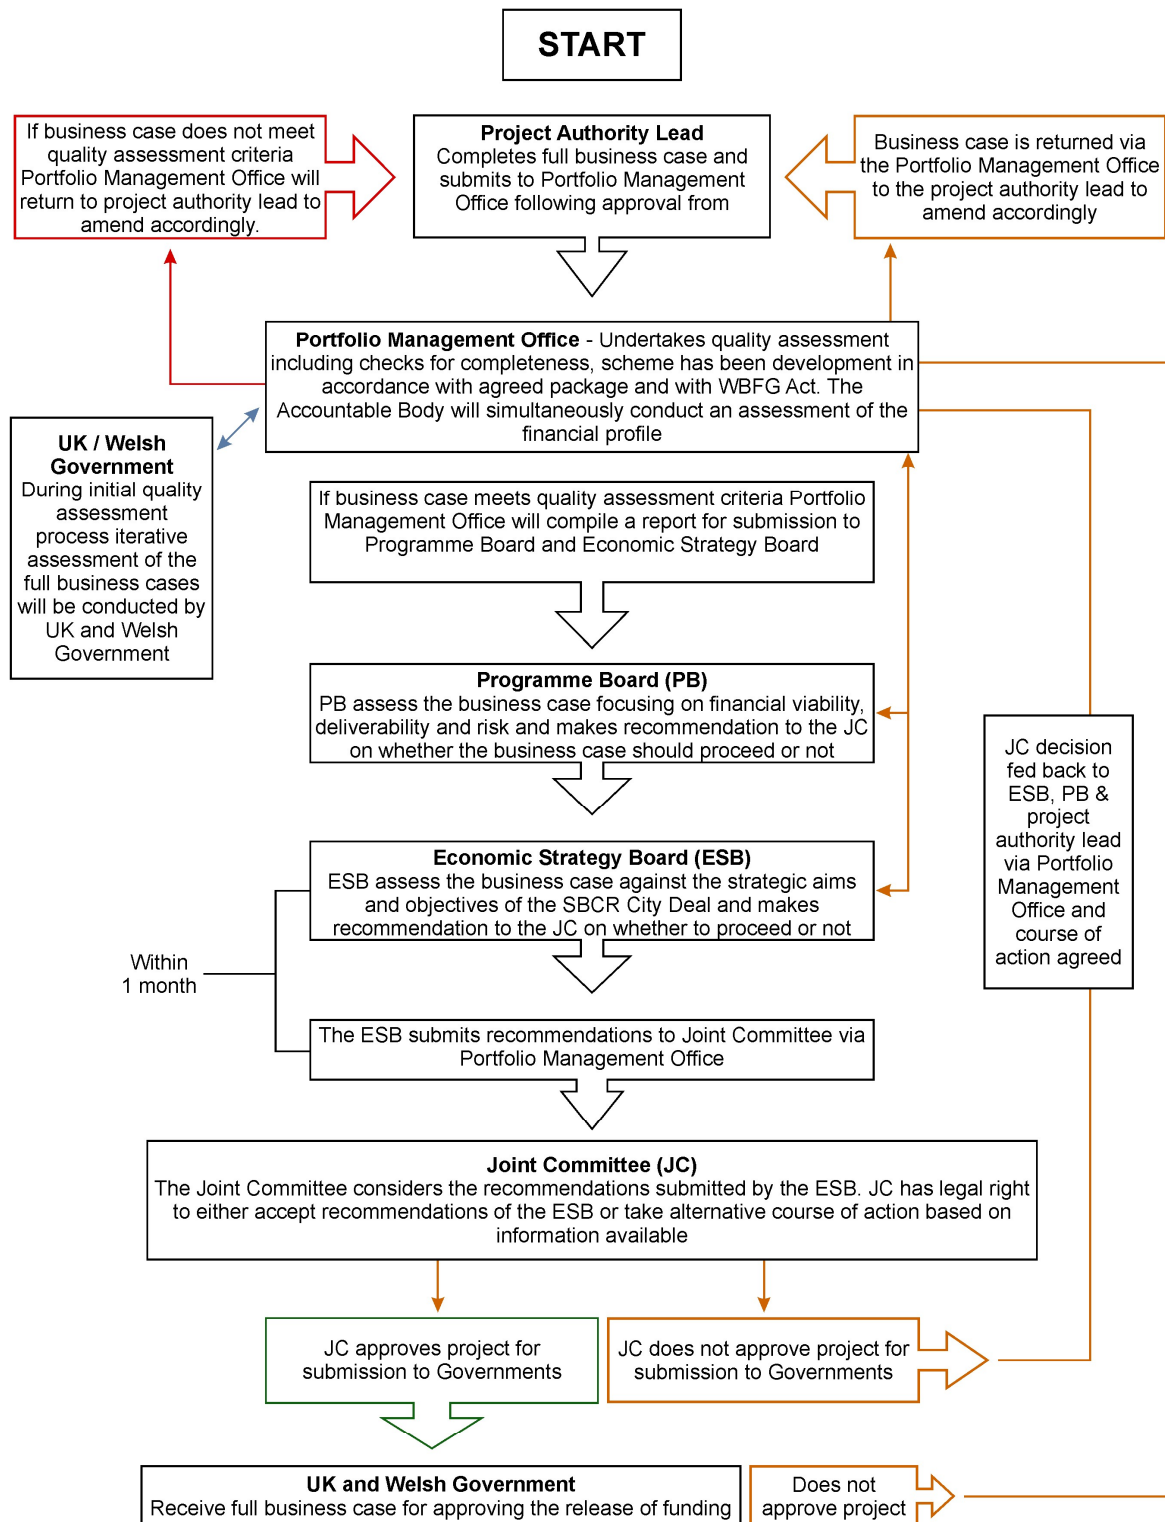 START
If business case does not meet
quality assessment criteria
Portfolio Management Office will
return to project authority lead to
amend accordingly.
Project Authority Lead
Completes full business case and
submits to Portfolio Management
Office following approval from
Business case is returned via
the Portfolio Management Office
to the project authority lead to
amend accordingly
Portfolio Management Office - Undertakes quality assessment
including checks for completeness, scheme has been development in
accordance with agreed package and with WBFG Act. The
Accountable Body will simultaneously conduct an assessment of the
financial profile
UK / Welsh
Government
During initial quality
assessment
process iterative
assessment of the
full business cases
will be conducted by
UK and Welsh
Government
If business case meets quality assessment criteria Portfolio
Management Office will compile a report for submission to
Programme Board and Economic Strategy Board
Programme Board (PB)
PB assess the business case focusing on financial viability,
deliverability and risk and makes recommendation to the JC
on whether the business case should proceed or not
JC decision
fed back to
ESB, PB &
project
authority lead
via Portfolio
Management
Office and
course of
action agreed
Economic Strategy Board (ESB)
ESB assess the business case against the strategic aims
and objectives of the SBCR City Deal and makes
recommendation to the JC on whether to proceed or not
Within
1 month
The ESB submits recommendations to Joint Committee via
Portfolio Management Office
Joint Committee (JC)
The Joint Committee considers the recommendations submitted by the ESB. JC has legal right
to either accept recommendations of the ESB or take alternative course of action based on
information available
JC approves project for
submission to Governments
JC does not approve project for
submission to Governments
UK and Welsh Government
Receive full business case for approving the release of funding
Does not
approve project